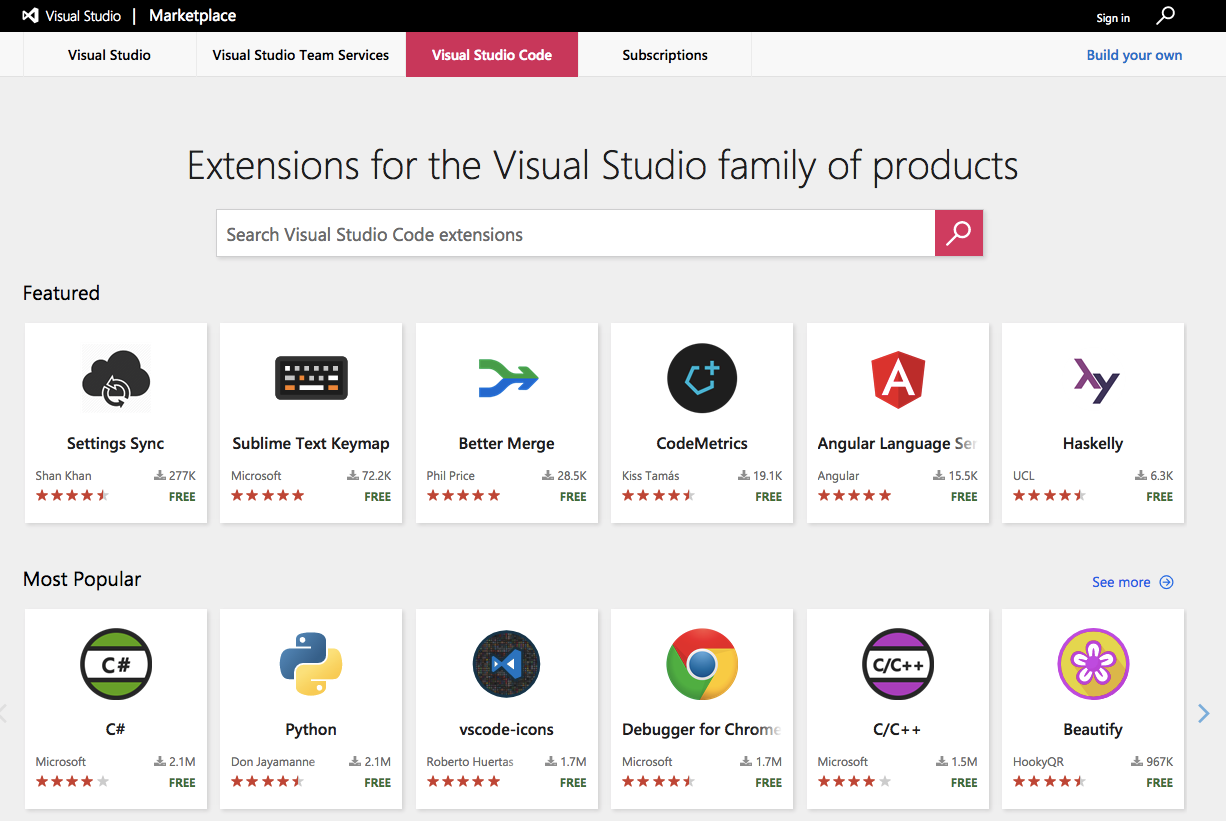 Visual Studio | Marketplace
Sign in
Visual Studio
Visual Studio Team Services
Visual Studio Code
Subscriptions
Build your own
Extensions for the Visual Studio family of products
Search Visual Studio Code extensions
Featured
Settings Sync
Shan Khan 277K
FREE
Sublime Text Keymap
Microsoft 72.2K
FREE
Better Merge
Phil Price 28.5K
FREE
CodeMetrics
Kiss Tamás 19.1K
FREE
Angular Language Ser
Angular 15.5K
FREE
Haskelly
UCL 6.3K
FREE
Most Popular
See more
C#
C#
Microsoft 2.1M
FREE
Python
Don Jayamanne 2.1M
FREE
vscode-icons
Roberto Huertas 1.7M
FREE
Debugger for Chrome
Microsoft 1.7M
FREE
C/C++
C/C++
Microsoft 1.5M
FREE
Beautify
HookyQR 967K
FREE